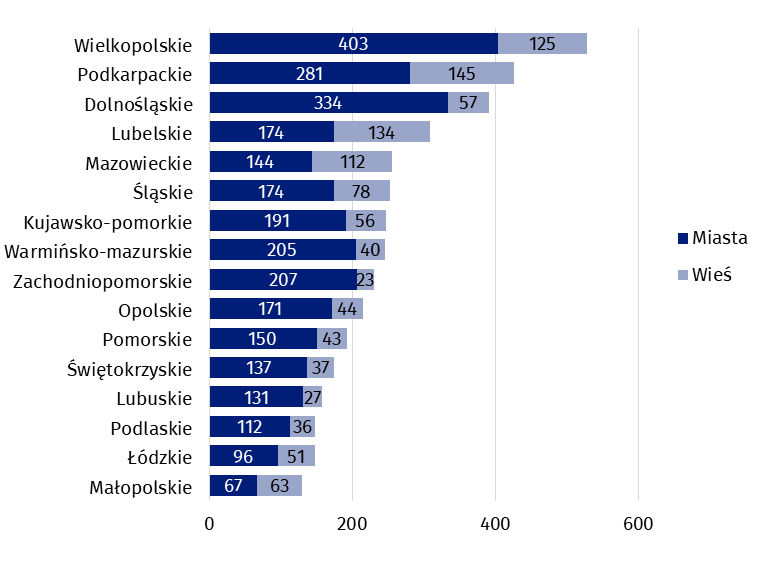 Wielkopolskie 403 125
Podkarpackie 281 145
Dolnośląskie 334 57
Lubelskie 174 134
Mazowieckie 144 112
Śląskie 174 78
Kujawsko-pomorkie 191 56
Warmińsko-mazurskie 205 40
Zachodniopomorskie 207 23
Opolskie 171 44
Pomorskie 150 43
Świętokrzyskie 137 37
Lubuskie 131 27
Podlaskie 112 36
Łódzkie 96 51
Małopolskie 67 63
0 200 400 600
Miasta
Wieś